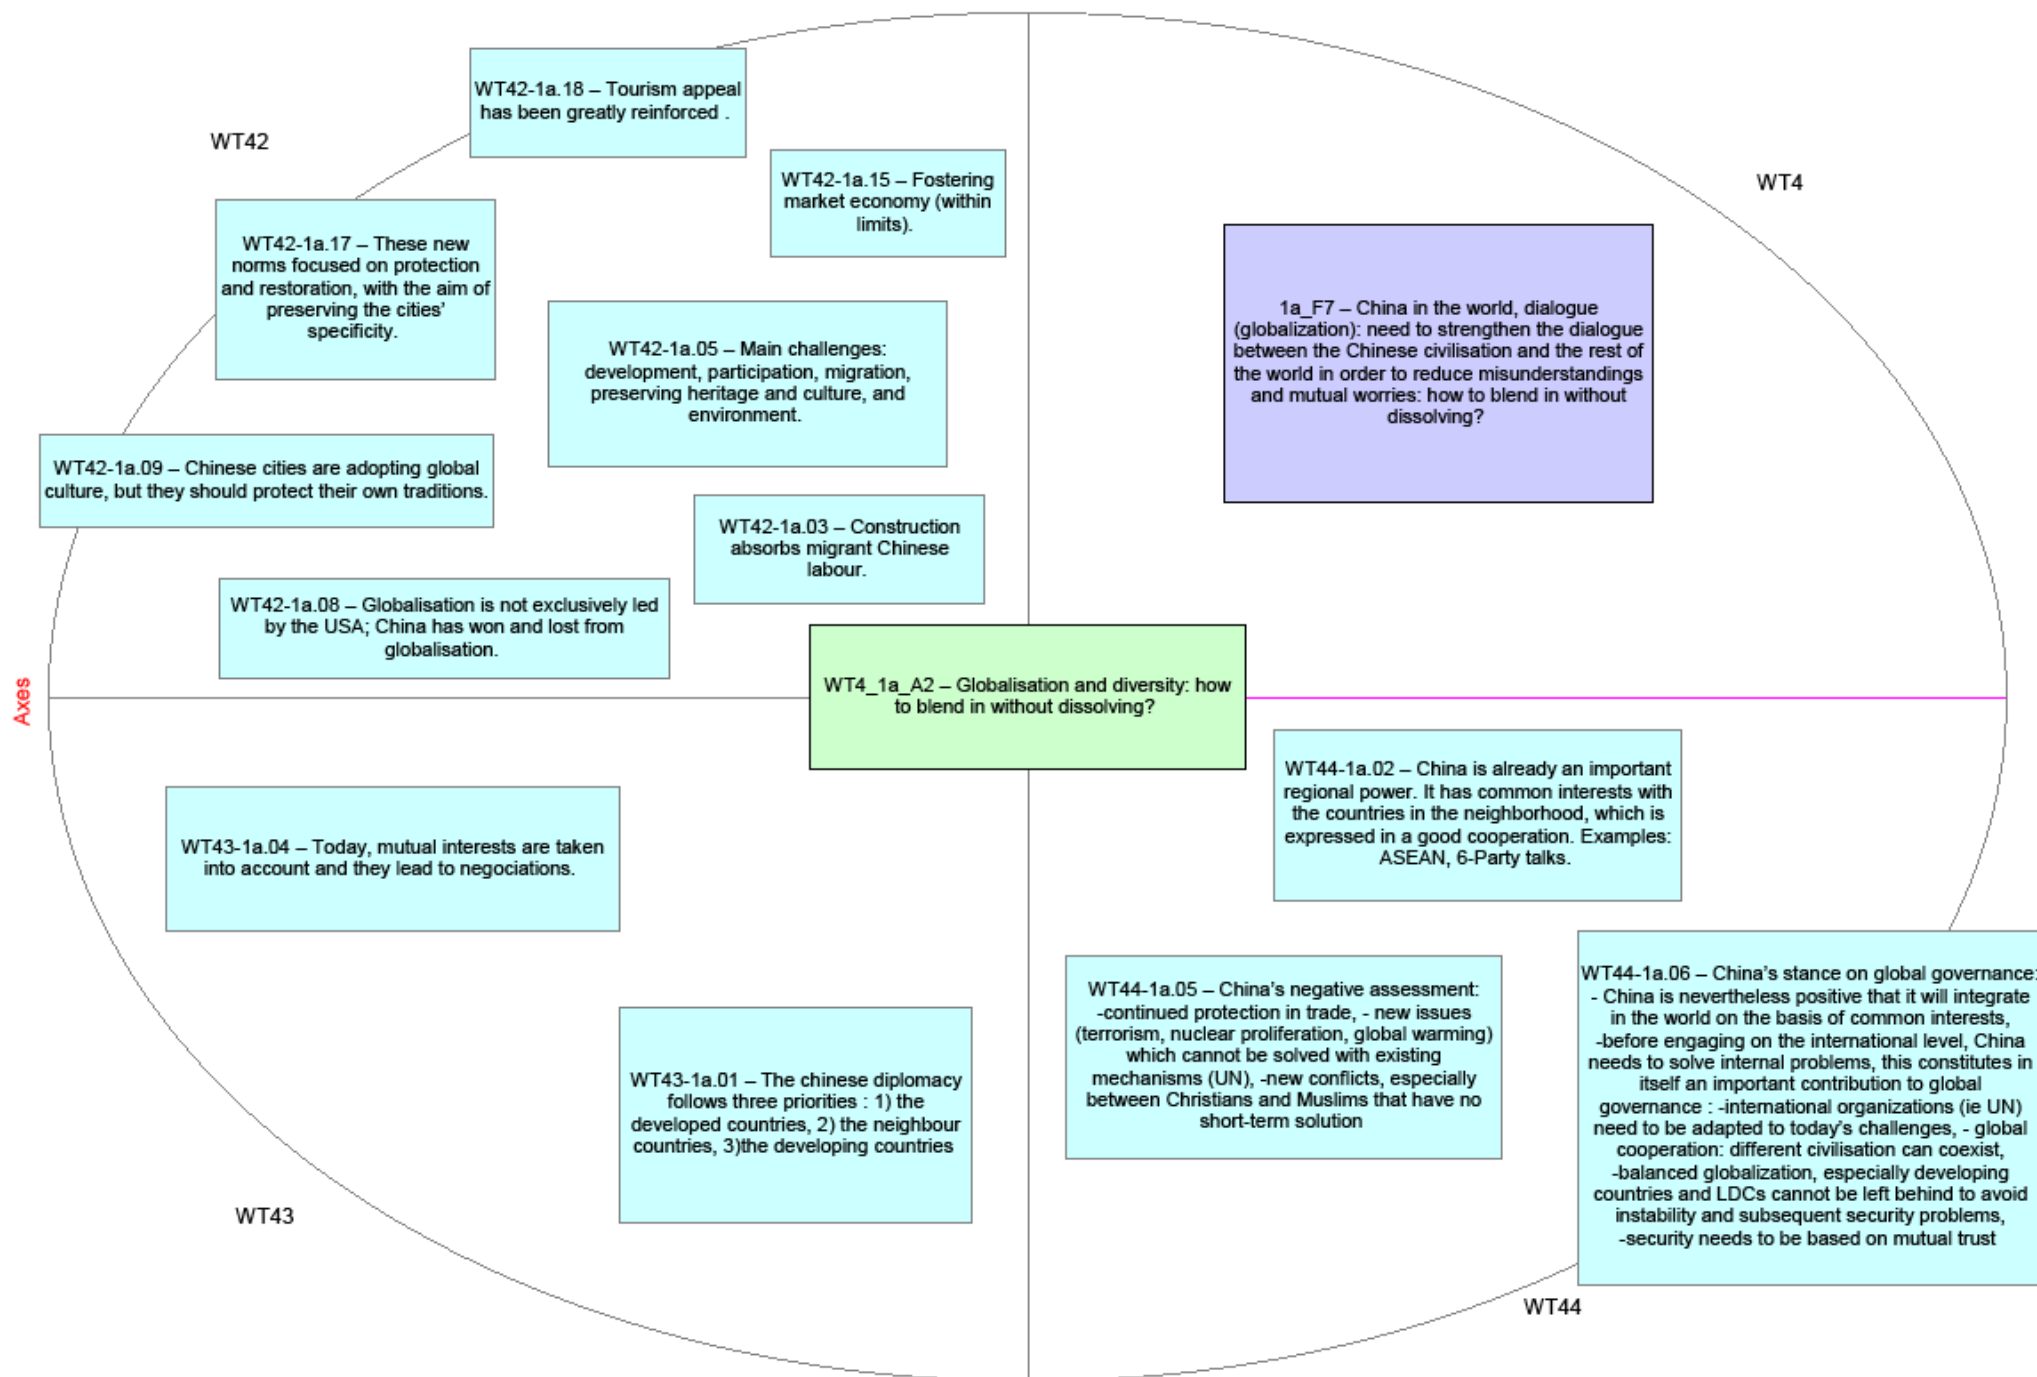 WT42-1a.18 – Tourism appeal
has been greatly reinforced .
WT42
WT42-1a.15 – Fostering
market economy (within
limits).
WT4
WT42-1a.17 – These new
norms focused on protection
and restoration, with the aim of
preserving the cities'
specificity.
1a_F7 – China in the world, dialogue
(globalization): need to strengthen the dialogue
between the Chinese civilisation and the rest of
the world in order to reduce misunderstandings
and mutual worries: how to blend in without
dissolving?
WT42-1a.05 – Main challenges:
development, participation, migration,
preserving heritage and culture, and
environment.
WT42-1a.09 – Chinese cities are adopting global
culture, but they should protect their own traditions.
WT42-1a.03 – Construction
absorbs migrant Chinese
labour.
WT42-1a.08 – Globalisation is not exclusively led
by the USA; China has won and lost from
globalisation.
Axes
WT4_1a_A2 – Globalisation and diversity: how
to blend in without dissolving?
WT44-1a.02 – China is already an important
regional power. It has common interests with
the countries in the neighborhood, which is
expressed in a good cooperation. Examples:
ASEAN, 6-Party talks.
WT43-1a.04 – Today, mutual interests are taken
into account and they lead to negociations.
WT44-1a.05 – China's negative assessment:
-continued protection in trade, - new issues
(terrorism, nuclear proliferation, global warming)
which cannot be solved with existing
mechanisms (UN), -new conflicts, especially
between Christians and Muslims that have no
short-term solution
WT44-1a.06 – China's stance on global governance:
- China is nevertheless positive that it will integrate
in the world on the basis of common interests,
-before engaging on the international level, China
needs to solve internal problems, this constitutes in
itself an important contribution to global
governance : -international organizations (ie UN)
need to be adapted to today's challenges, - global
cooperation: different civilisation can coexist,
-balanced globalization, especially developing
countries and LDCs cannot be left behind to avoid
instability and subsequent security problems,
-security needs to be based on mutual trust
WT43-1a.01 – The chinese diplomacy
follows three priorities : 1) the
developed countries, 2) the neighbour
countries, 3)the developing countries
WT43
WT44